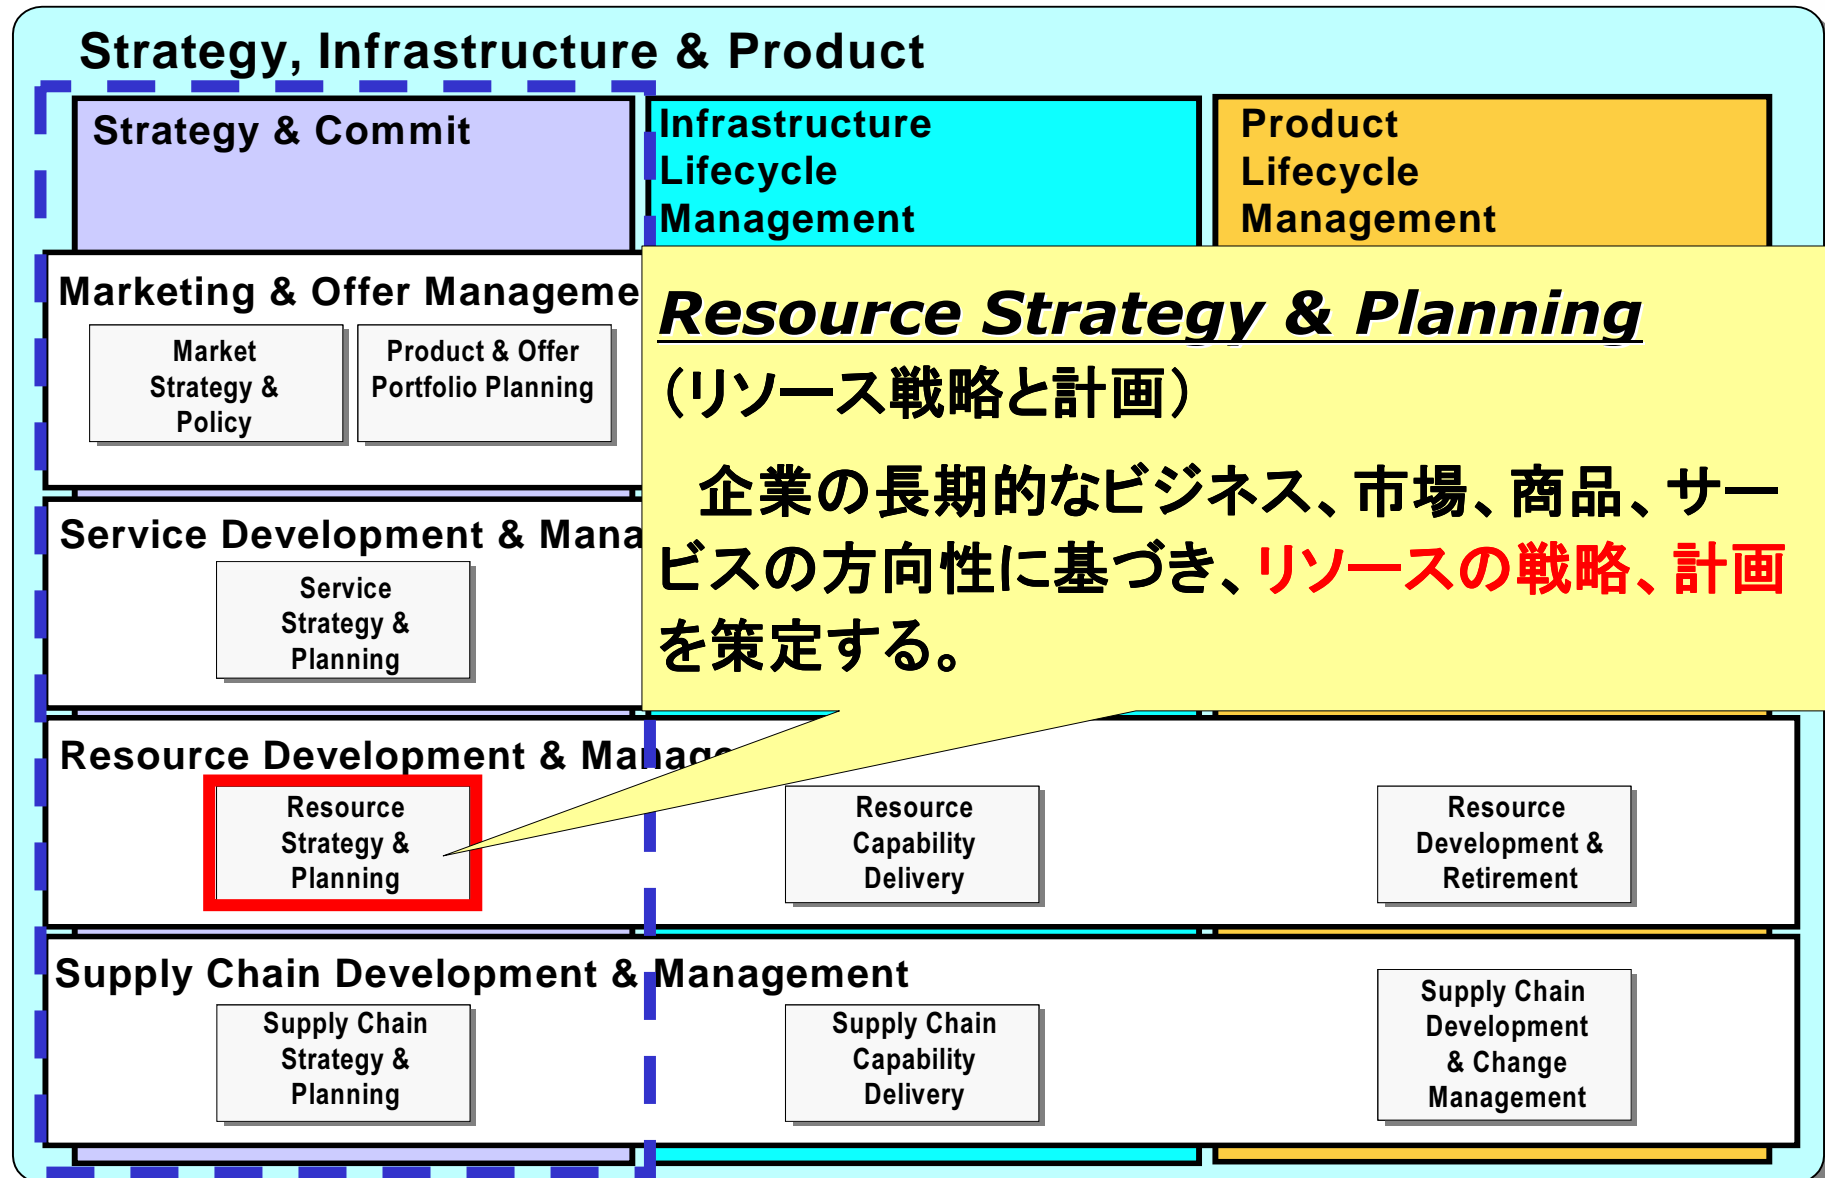 Strategy, Infrastructure & Product
Strategy & Commit
Infrastructure
Lifecycle
Management
Product
Lifecycle
Management
Marketing & Offer Manageme
Market
Strategy &
Policy
Product & Offer
Portfolio Planning
Resource Strategy & Planning
（リソース戦略と計画）
企業の長期的なビジネス、市場、商品、サー
ビスの方向性に基づき、リソースの戦略、計画
を策定する。
Service Development & Mana
Service
Strategy &
Planning
Resource Development & Manage
Resource
Strategy &
Planning
Resource
Capability
Delivery
Resource
Development &
Retirement
Supply Chain Development & Management
Supply Chain
Strategy &
Planning
Supply Chain
Capability
Delivery
Supply Chain
Development
& Change
Management